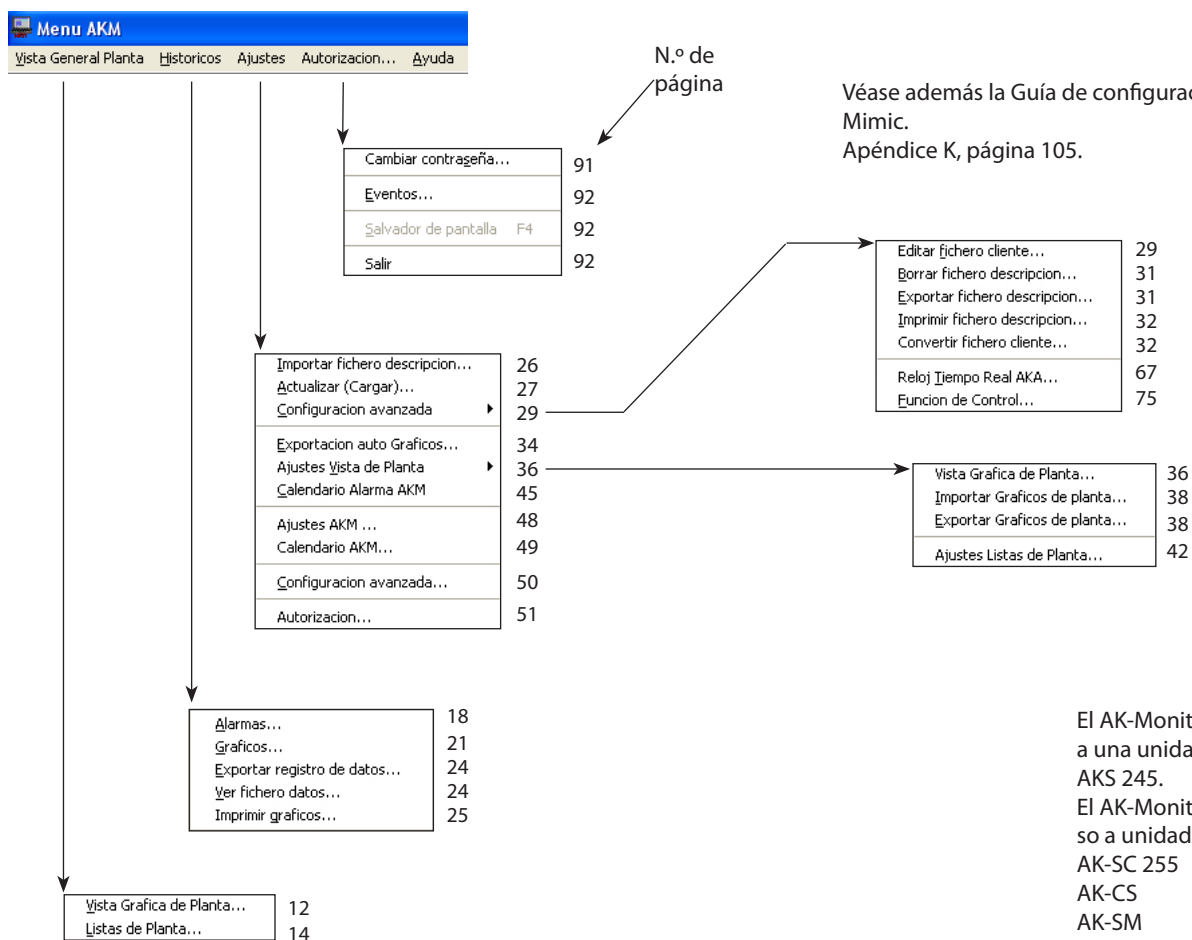 Menu AKM
Vista General Planta Historicos Ajustes Autorizacion... Ayuda
N.º de
página
Véase además la Guía de
Mimic.
Apéndice K, página 105.
Cambiar contraseña... 91
Eventos... 92
Salvador de pantalla F4 92
Salir 92
Editar fichero cliente... 29
Borrar fichero descripcion... 31
Exportar fichero descripcion... 31
Imprimir fichero descripcion... 32
Convertir fichero cliente... 32
Reloj Tiempo Real AKA... 67
Funcion de Control... 75
Importar fichero descripcion... 26
Actualizar (Cargar)... 27
Configuracion avanzada 29
Exportacion auto Graficos... 34
Ajustes Vista de Planta 36
Calendario Alarma AKM 45
Ajustes AKM ... 48
Calendario AKM... 49
Configuracion avanzada... 50
Autorizacion... 51
Vista Grafica de Planta... 36
Importar Graficos de planta... 38
Exportar Graficos de planta... 38
Ajustes Listas de Planta... 42
Alarmas... 18
Graficos... 21
Exportar registro de datos... 24
Ver fichero datos... 24
Imprimir graficos... 25
El
a una
AKS 245.
El
so a
AK-SC 255
AK-CS
AK-SM
Vista Grafica de Planta... 12
Listas de Planta... 14